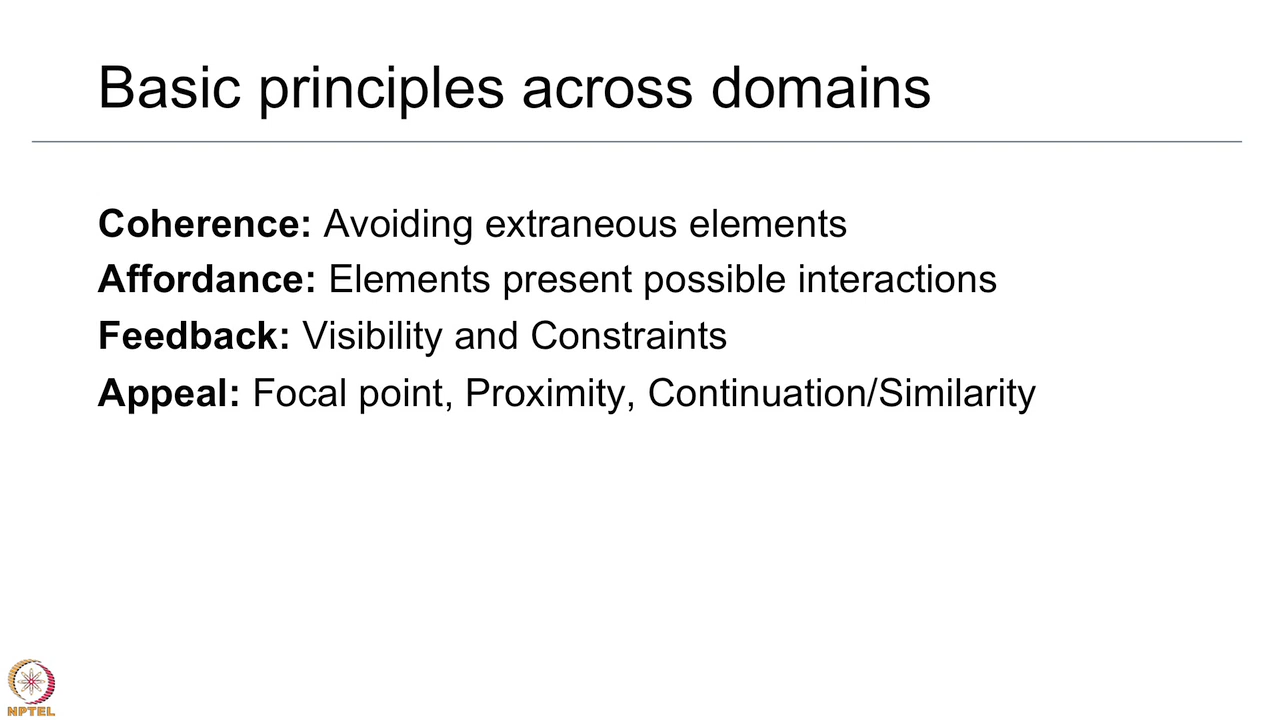 Basic principles across domains
Coherence: Avoiding extraneous elements
Affordance: Elements present possible interactions
Feedback: Visibility and Constraints
Appeal: Focal point, Proximity, Continuation/Similarity
NPTEL